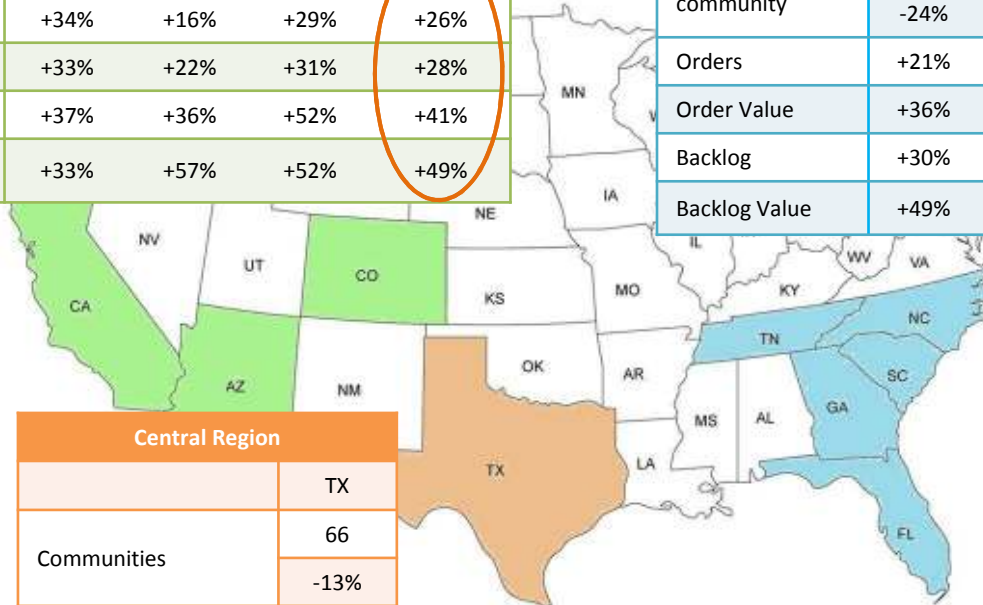 +34% +16% +29% +26%
+33% +22% +31% +28%
+37% +36% +52% +41%
+33% +57% +52% +49%
community
-24%
Orders +21%
Order Value +36%
Backlog +30%
Backlog Value +49%
MN
IA
NE
NV
UT
CO
IL
WV
VA
CA
KS
MO
KY
NC
TN
AZ
NM
OK
AR
SC
MS
AL
GA
TX
LA
FL
Central Region
TX
Communities
66
-13%